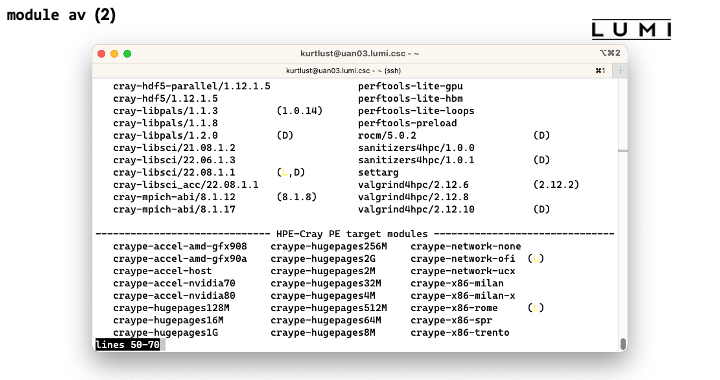 module av (2)
LUMI
kurtlust@uan03.lumi.csc - ~
⌥⌘2
kurtlust@uan03.lumi.csc - ~ (ssh)
⌘1
+
cray-hdf5-parallel/1.12.1.5 perftools-lite-gpu
cray-hdf5/1.12.1.5 perftools-lite-hbm
cray-libpals/1.1.3 (1.0.14) perftools-lite-loops
cray-libpals/1.1.8 perftools-preload
cray-libpals/1.2.0 (D) rocm/5.0.2 (D)
cray-libsci/21.08.1.2 sanitizers4hpc/1.0.0
cray-libsci/22.06.1.3 sanitizers4hpc/1.0.1 (D)
cray-libsci/22.08.1.1 (L,D) settarg
cray-libsci_acc/22.08.1.1 valgrind4hpc/2.12.6 (2.12.2)
cray-mpich-abi/8.1.12 (8.1.8) valgrind4hpc/2.12.8
cray-mpich-abi/8.1.17 valgrind4hpc/2.12.10 (D)
------------------------------ HPE-Cray PE target modules -------------------------------
craype-accel-amd-gfx908 craype-hugepages256M craype-network-none
craype-accel-amd-gfx90a craype-hugepages2G craype-network-ofi (L)
craype-accel-host craype-hugepages2M craype-network-ucx
craype-accel-nvidia70 craype-hugepages32M craype-x86-milan
craype-accel-nvidia80 craype-hugepages4M craype-x86-milan-x
craype-hugepages128M craype-hugepages512M craype-x86-rome (L)
craype-hugepages16M craype-hugepages64M craype-x86-spr
craype-hugepages1G craype-hugepages8M craype-x86-trento
lines 50-70